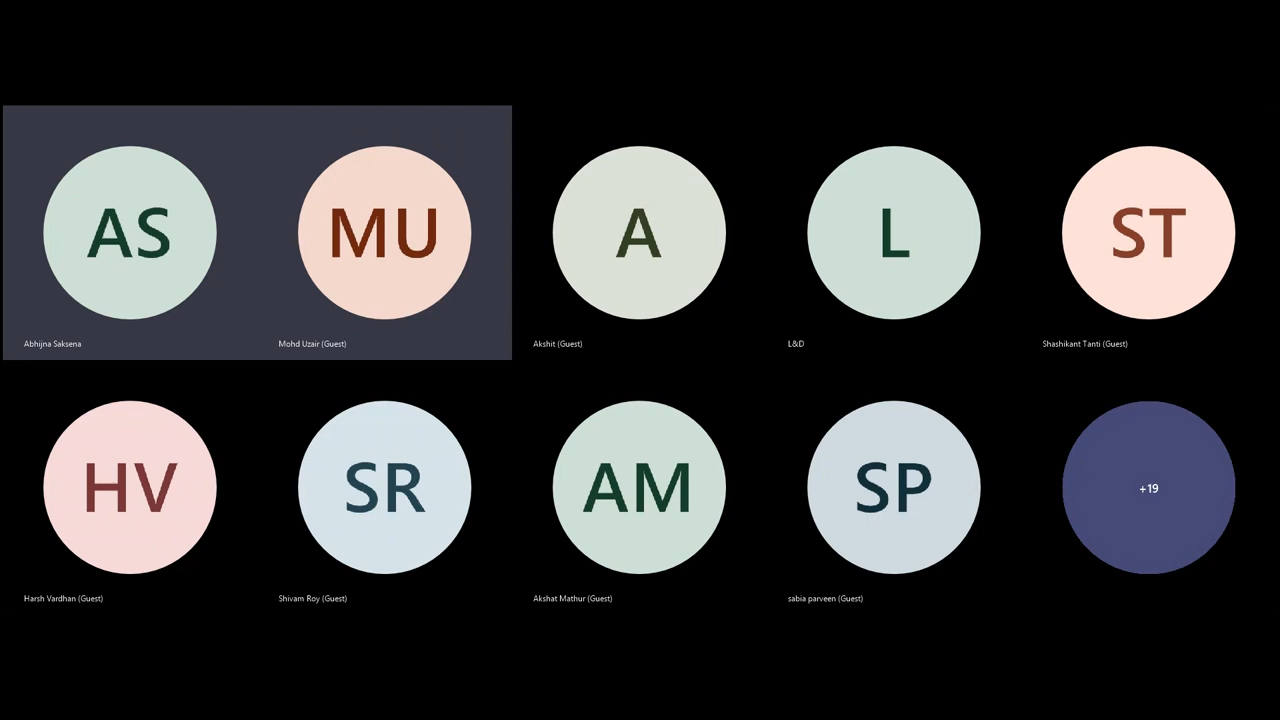 AS
MU
A
L
ST
Abhijna Saksena
Mohd Uzair (Guest)
Akshit (Guest)
L&D
Shashikant Tanti (Guest)
HV
SR
AM
SP
+19
Harsh Vardhan (Guest)
Shivam Roy (Guest)
Akshat Mathur (Guest)
sabia parveen (Guest)